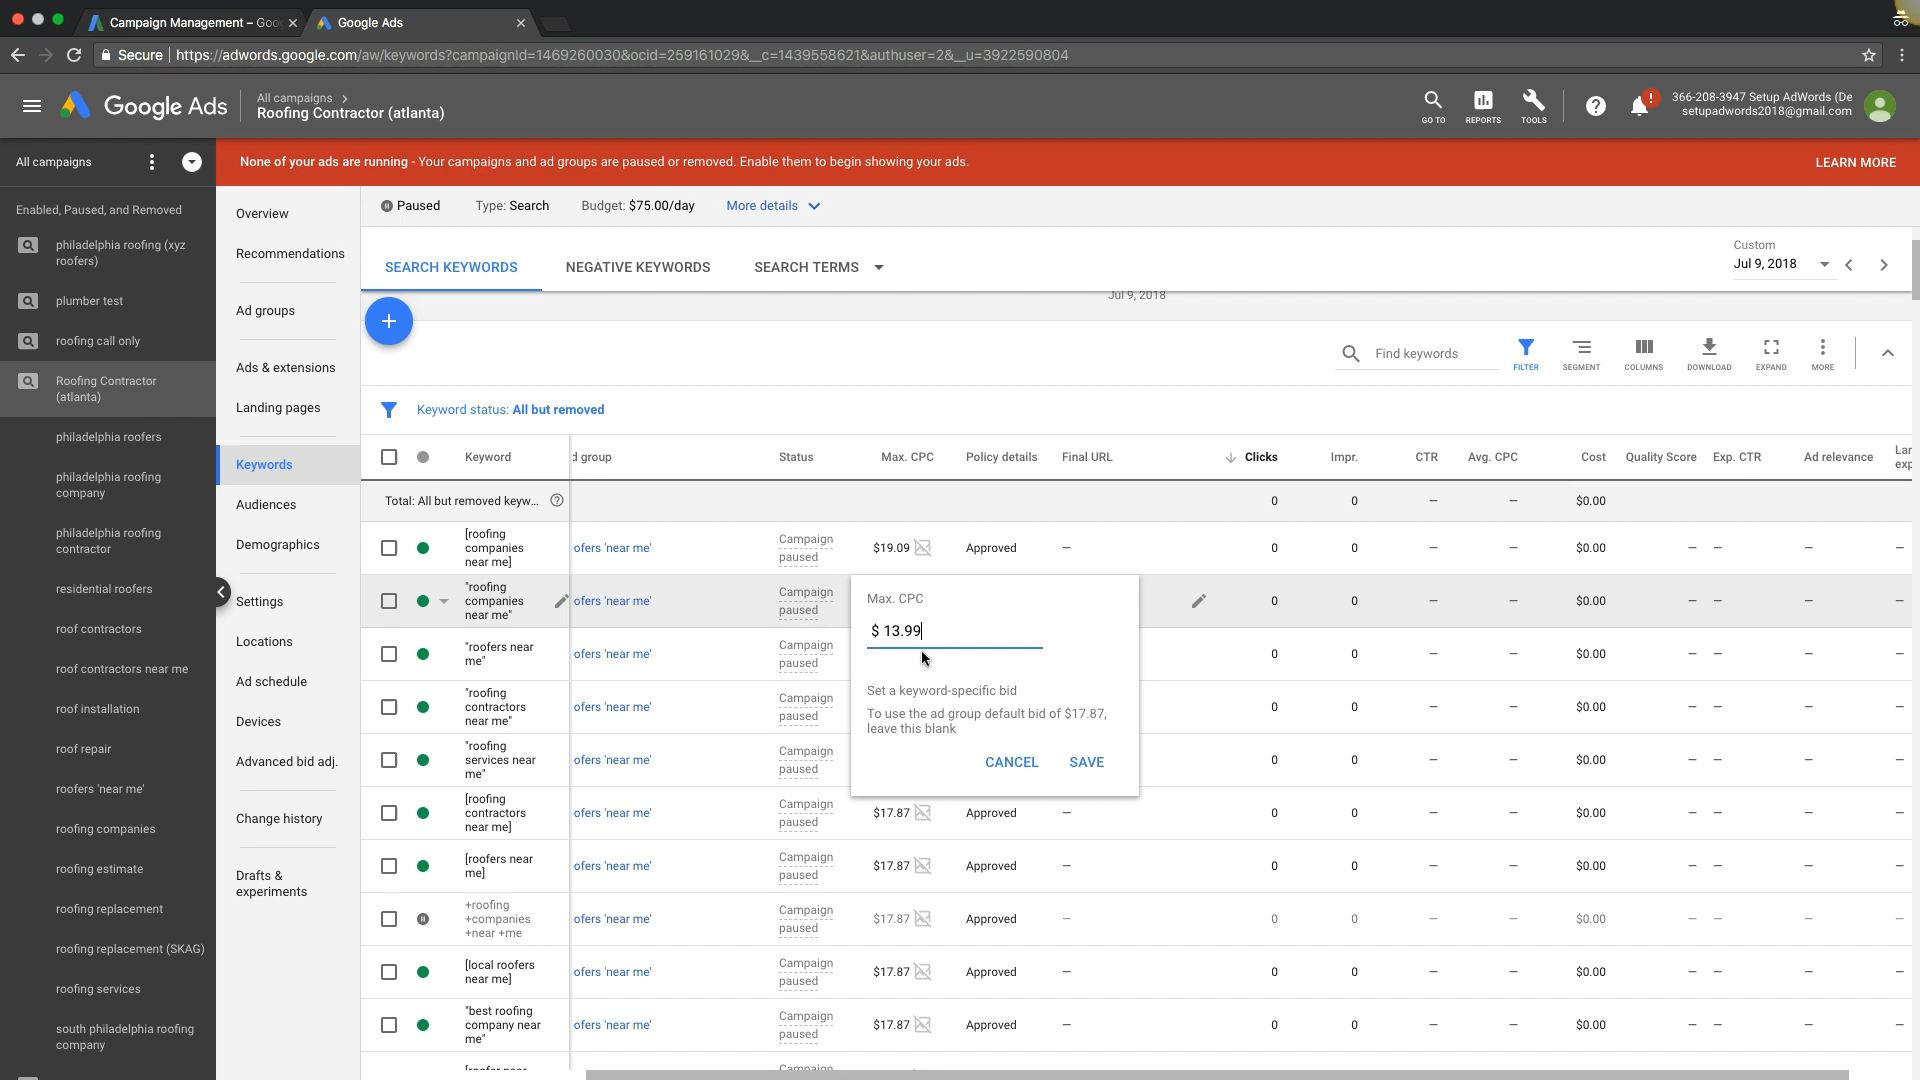 Campaign Management – Goo
Google Ads
Secure
https://adwords.google.com/aw/keywords?campaignId=1469260030&ocid=259161029&__c=1439558621&authuser=2&__u=3922590804
Google Ads
All campaigns
Roofing Contractor (atlanta)
GO TO
REPORTS
TOOLS
366-208-3947 Setup AdWords (De
setupadwords2018@gmail.com
All campaigns
None of your ads are running - Your campaigns and ad groups are paused or removed. Enable them to begin showing your ads.
LEARN MORE
Enabled, Paused, and Removed
philadelphia roofing (xyz
roofers)
plumber test
roofing call only
Roofing Contractor
(atlanta)
philadelphia roofers
philadelphia roofing
company
philadelphia roofing
contractor
residential roofers
roof contractors
roof contractors near me
roof installation
roof repair
roofers 'near me'
roofing companies
roofing estimate
roofing replacement
roofing replacement (SKAG)
roofing services
south philadelphia roofing
company
Overview
Recommendations
Ad groups
Ads & extensions
Landing pages
Keywords
Audiences
Demographics
Settings
Locations
Ad schedule
Devices
Advanced bid adj.
Change history
Drafts &
experiments
Paused
Type: Search
Budget: $75.00/day
More details
SEARCH KEYWORDS
NEGATIVE KEYWORDS
SEARCH TERMS
Custom
Jul 9, 2018
Jul 9, 2018
Find keywords
FILTER
SEGMENT
COLUMNS
DOWNLOAD
EXPAND
MORE
Keyword status: All but removed
Keyword
d group
Status
Max. CPC
Policy details
Final URL
Clicks
Impr.
CTR
Avg. CPC
Cost
Quality Score
Exp. CTR
Ad relevance
Lan
exp
Total: All but removed keyw... 0 0 – – $0.00
[roofing
companies
near me]
ofers 'near me'
Campaign
paused
$19.09 Approved – 0 0 – – $0.00 – – – –
"roofing
companies
near me"
ofers 'near me'
Campaign
paused
0 0 – – $0.00 – – – –
"roofers near
me"
ofers 'near me'
Campaign
paused
0 0 – – $0.00 – – – –
"roofing
contractors
near me"
ofers 'near me'
Campaign
paused
0 0 – – $0.00 – – – –
"roofing
services near
me"
ofers 'near me'
Campaign
paused
0 0 – – $0.00 – – – –
Max. CPC
$ 13.99
Set a keyword-specific bid
To use the ad group default bid of $17.87,
leave this blank
CANCEL
SAVE
[roofing
contractors
near me]
ofers 'near me'
Campaign
paused
$17.87 Approved – 0 0 – – $0.00 – – – –
[roofers near
me]
ofers 'near me'
Campaign
paused
$17.87 Approved – 0 0 – – $0.00 – – – –
+roofing
+companies
+near +me
ofers 'near me'
Campaign
paused
$17.87 Approved – 0 0 – – $0.00 – – – –
[local roofers
near me]
ofers 'near me'
Campaign
paused
$17.87 Approved – 0 0 – – $0.00 – – – –
"best roofing
company near
me"
ofers 'near me'
Campaign
paused
$17.87 Approved – 0 0 – – $0.00 – – – –